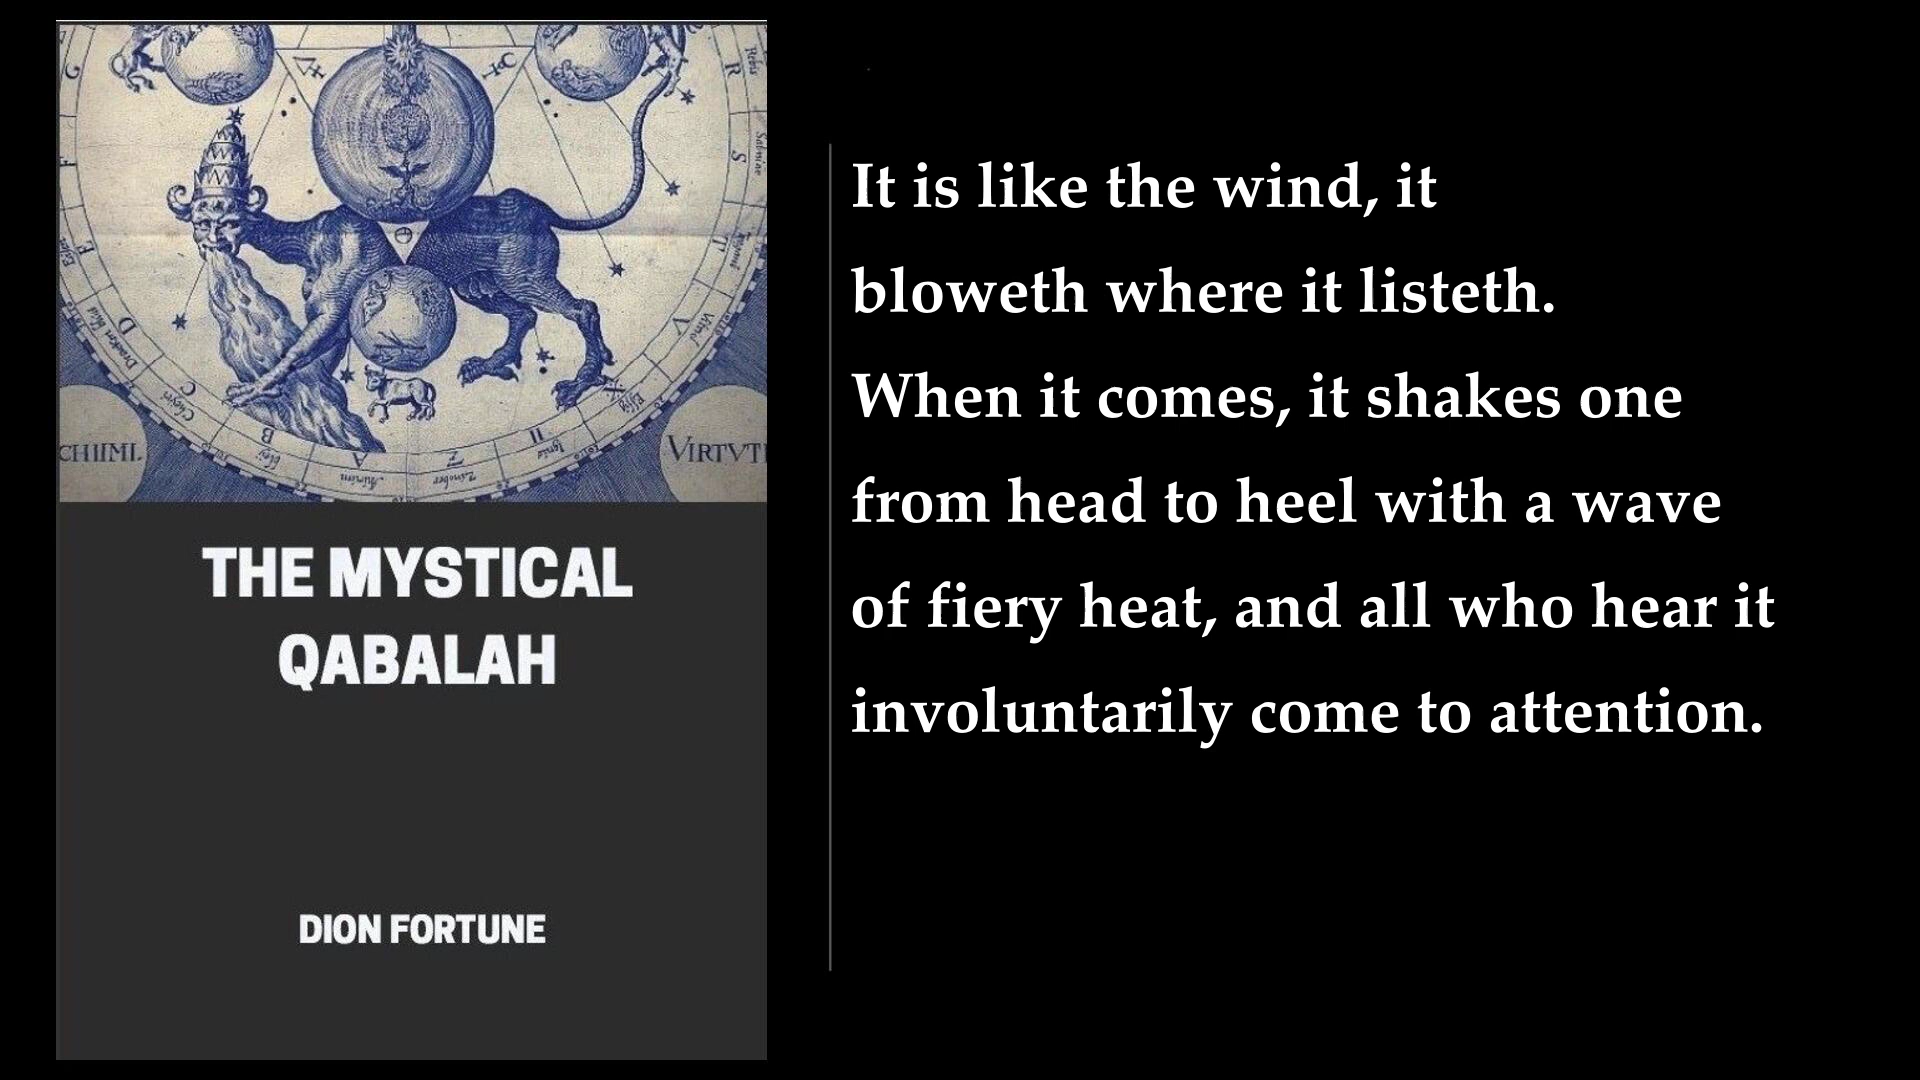 CHIIMI.
VIRTVTI
THE MYSTICAL
QABALAH
DION FORTUNE
It is like the wind, it
bloweth where it listeth.
When it comes, it shakes one
from head to heel with a wave
of fiery heat, and all who hear it
involuntarily come to attention.